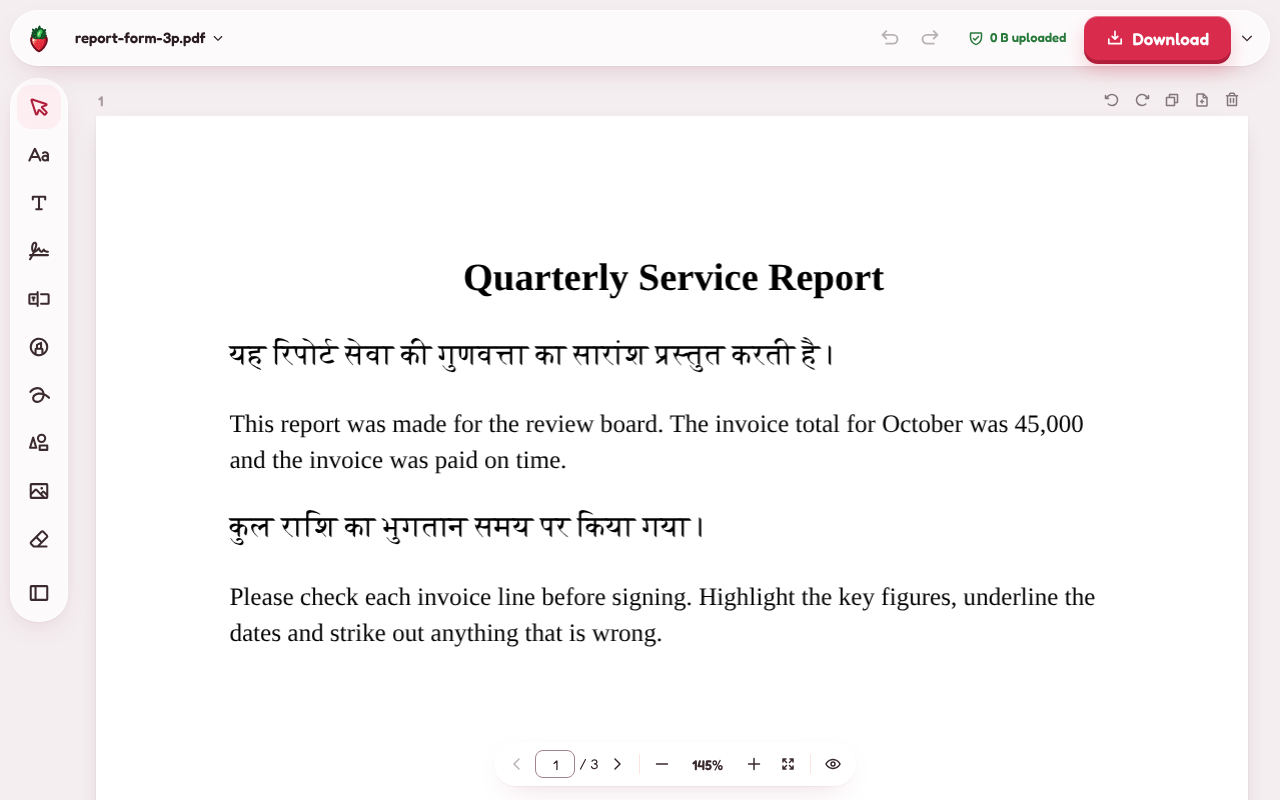 report-form-3p.pdf
0 B uploaded
Download
Aa
T
1
Quarterly Service Report
यह रिपोर्ट सेवा की गुणवत्ता का सारांश प्रस्तुत करती है।
This report was made for the review board. The invoice total for October was 45,000
and the invoice was paid on time.
कुल राशि का भुगतान समय पर किया गया।
Please check each invoice line before signing. Highlight the key figures, underline the
dates and strike out anything that is wrong.
1 / 3
145%